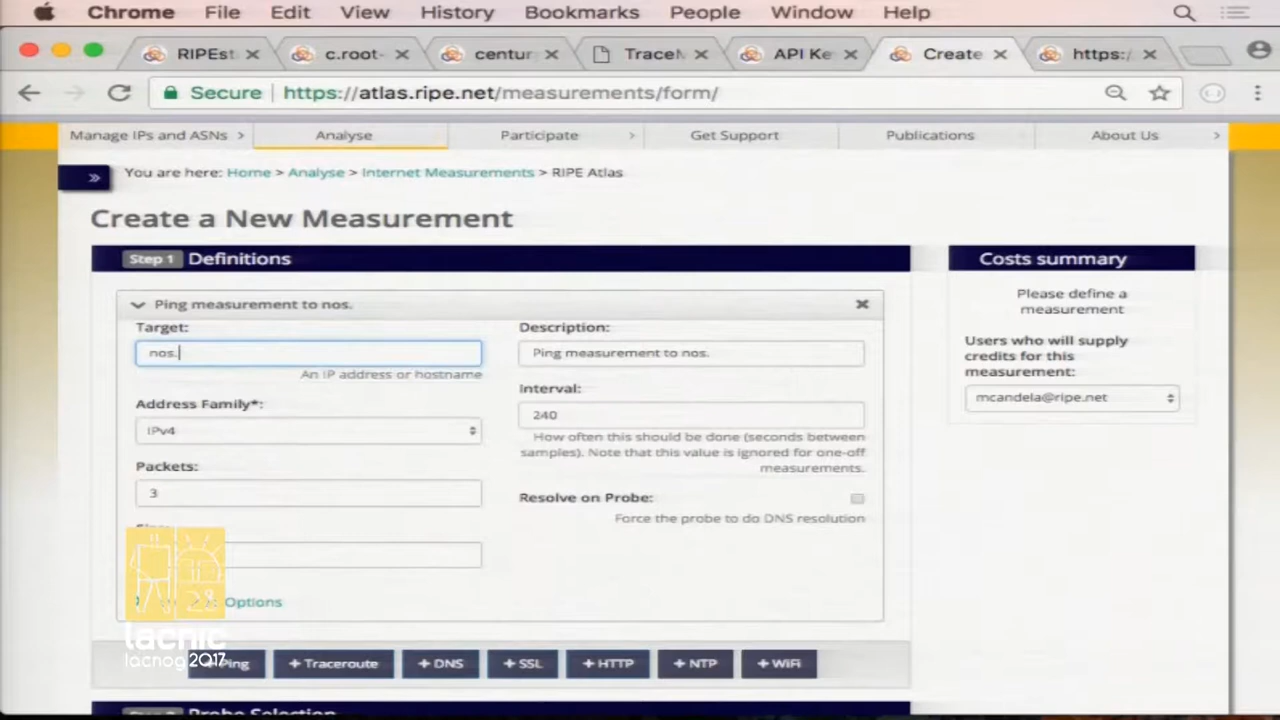 Chrome File Edit View History Bookmarks People Window Help
RIPEst c.root- centur TraceM API Ke Create https:/
Secure https://atlas.ripe.net/measurements/form/
Manage IPs and ASNs > Analyse Participate > Get Support Publications About Us >
» You are here: Home > Analyse > Internet Measurements > RIPE Atlas
Create a New Measurement
Step 1 Definitions
Costs summary
Ping measurement to nos.
Please define a
measurement
Target:
Description:
nos.
Ping measurement to nos.
An IP address or hostname
Users who will supply
credits for this
measurement:
mcandela@ripe.net
Address Family*:
Interval:
IPv4
240
How often this should be done (seconds between
samples). Note that this value is ignored for one-off
measurements.
Packets:
3
Resolve on Probe:
Force the probe to do DNS resolution
Options
lacnic
lacnog2017
Ping + Traceroute + DNS + SSL + HTTP + NTP + WiFi
Probe Selection